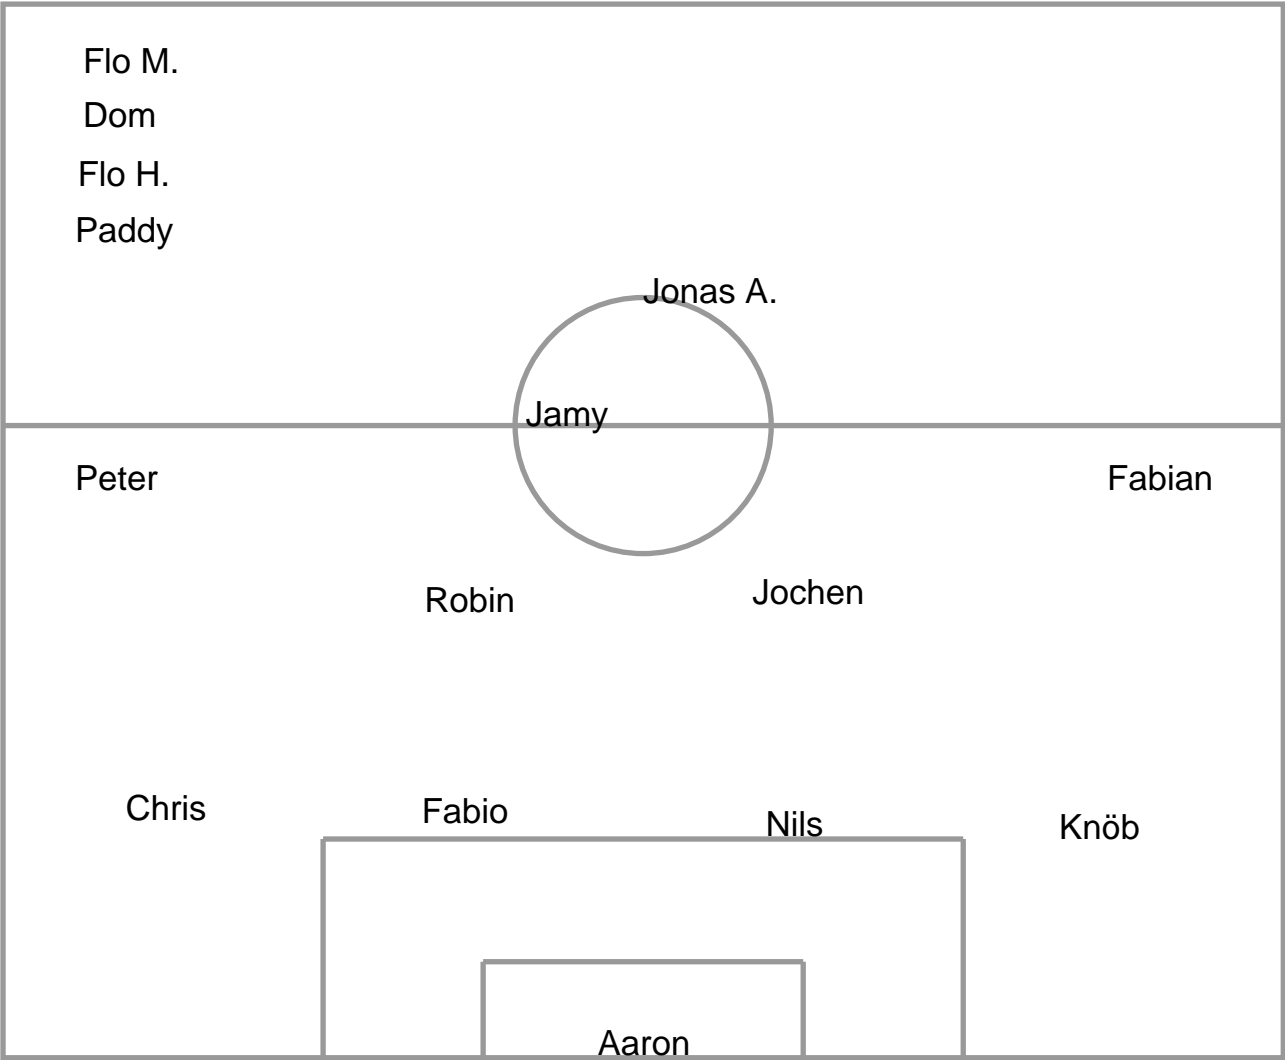 Flo M.
Dom
Flo H.
Paddy
Jonas A.
Jamy
Peter
Fabian
Robin
Jochen
Chris
Fabio
Nils
Knöb
Aaron